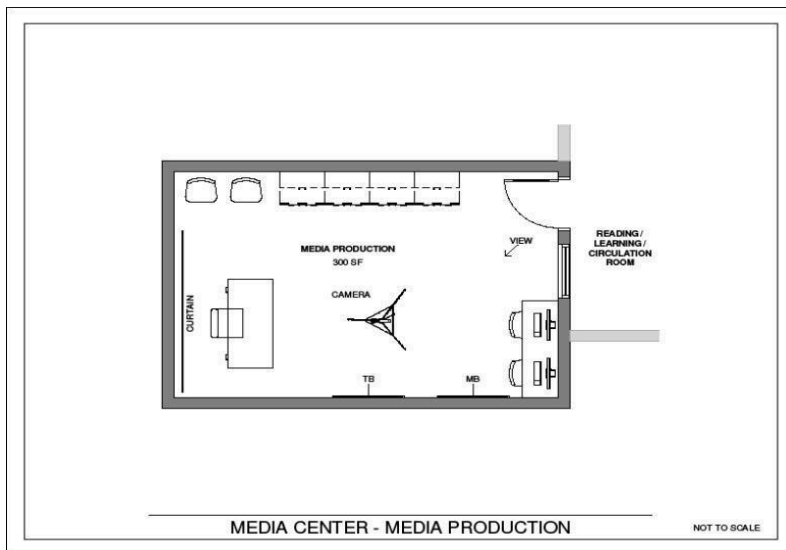 MEDIA PRODUCTION
300 SF
VIEW
READING /
LEARNING /
CIRCULATION
ROOM
CAMERA
CURTAIN
TB
MB
MEDIA CENTER - MEDIA PRODUCTION
NOT TO SCALE